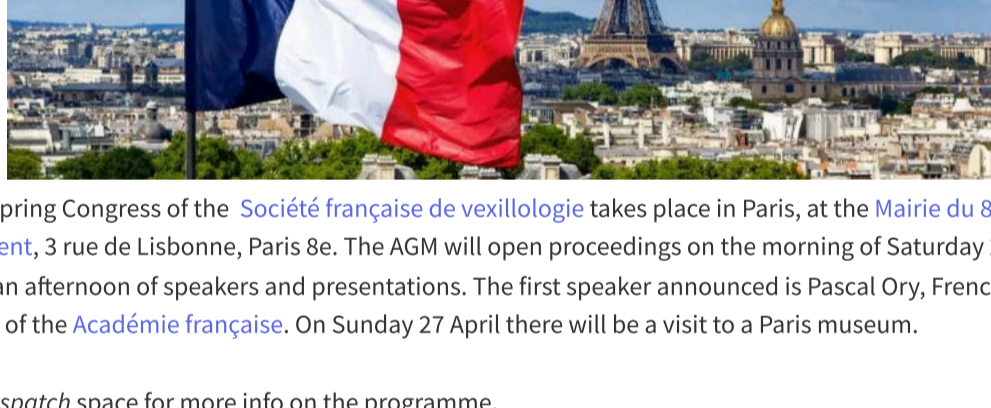 pring Congress of the Société française de vexillologie takes place in Paris, at the Mairie du 8
ent, 3 rue de Lisbonne, Paris 8e. The AGM will open proceedings on the morning of Saturday
an afternoon of speakers and presentations. The first speaker announced is Pascal Ory, Frenc
of the Académie française. On Sunday 27 April there will be a visit to a Paris museum.
spatch space for more info on the programme.